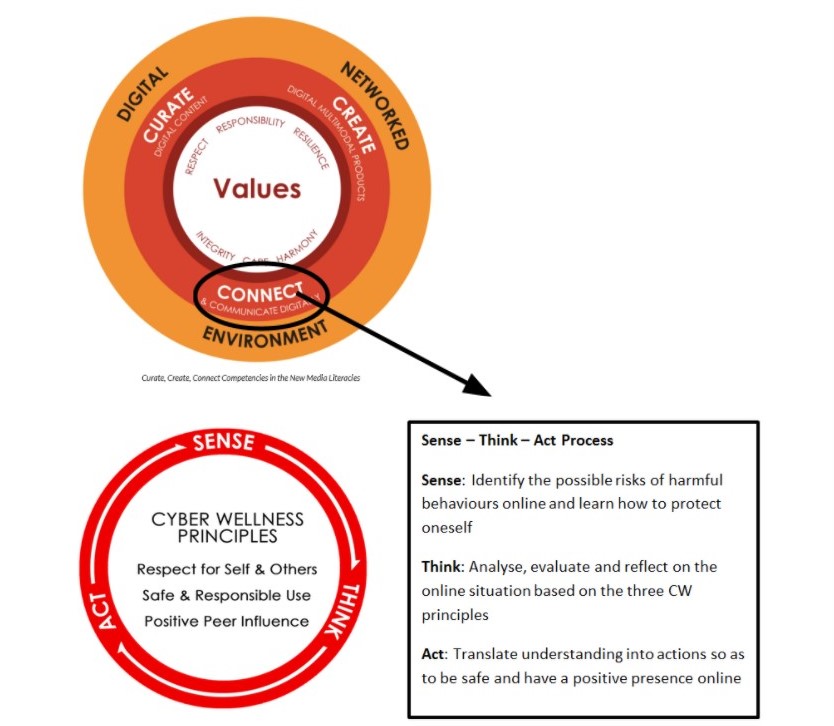 DIGITAL
NETWORKED
CURATE
DIGITAL CONTENT
CREATE
DIGITAL MULTIMODAL PRODUCTS
RESPECT
RESPONSIBILITY
RESILIENCE
Values
INTEGRITY CARE HARMONY
CONNECT
& COMMUNICATE DIGITALLY
ENVIRONMENT
Curate, Create, Connect Competencies in the New Media Literacies
SENSE
THINK
ACT
CYBER WELLNESS
PRINCIPLES
Respect for Self & Others
Safe & Responsible Use
Positive Peer Influence
Sense – Think – Act Process
Sense: Identify the possible risks of harmful
behaviours online and learn how to protect
oneself
Think: Analyse, evaluate and reflect on the
online situation based on the three CW
principles
Act: Translate understanding into actions so as
to be safe and have a positive presence online